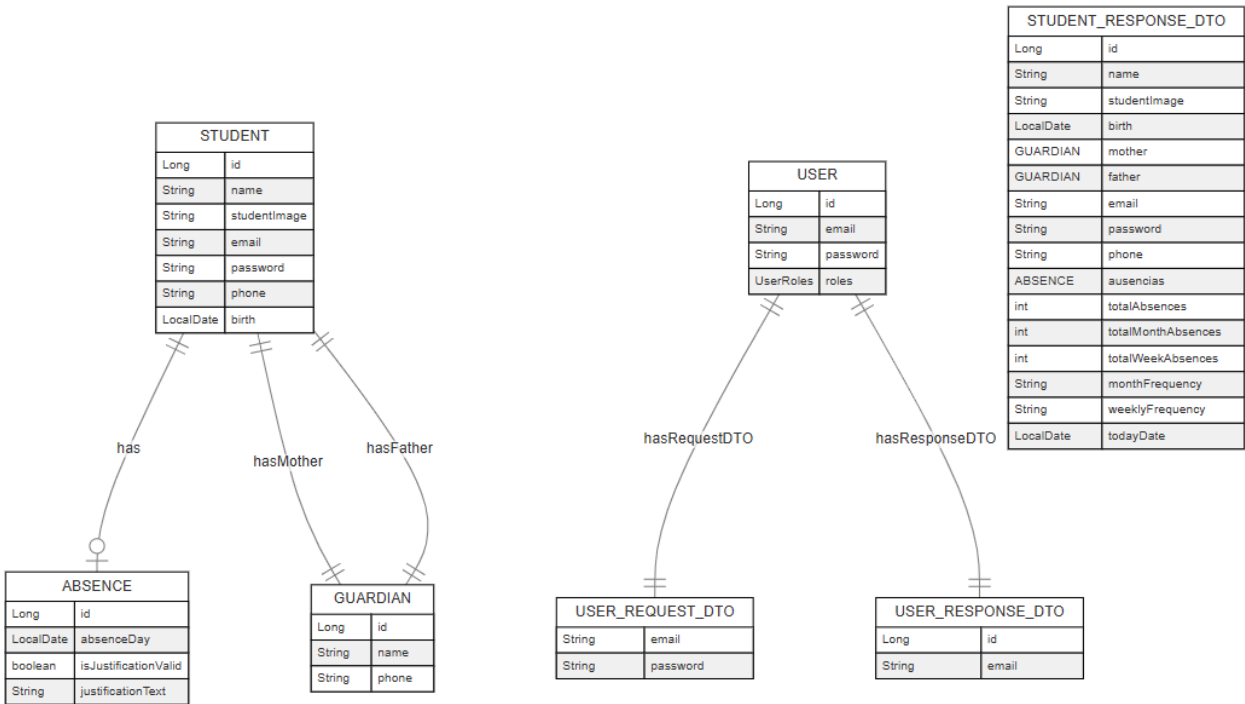 STUDENT_RESPONSE_DTO
Long id
String name
String studentImage
LocalDate birth
GUARDIAN mother
GUARDIAN father
String email
String password
String phone
ABSENCE ausencias
int totalAbsences
int totalMonthAbsences
int totalWeekAbsences
String monthFrequency
String weeklyFrequency
LocalDate todayDate
STUDENT
Long id
String name
String studentImage
String email
String password
String phone
LocalDate birth
USER
Long id
String email
String password
UserRoles roles
has
hasMother
hasFather
hasRequestDTO
hasResponseDTO
ABSENCE
Long id
LocalDate absenceDay
boolean isJustificationValid
String justificationText
GUARDIAN
Long id
String name
String phone
USER_REQUEST_DTO
String email
String password
USER_RESPONSE_DTO
Long id
String email